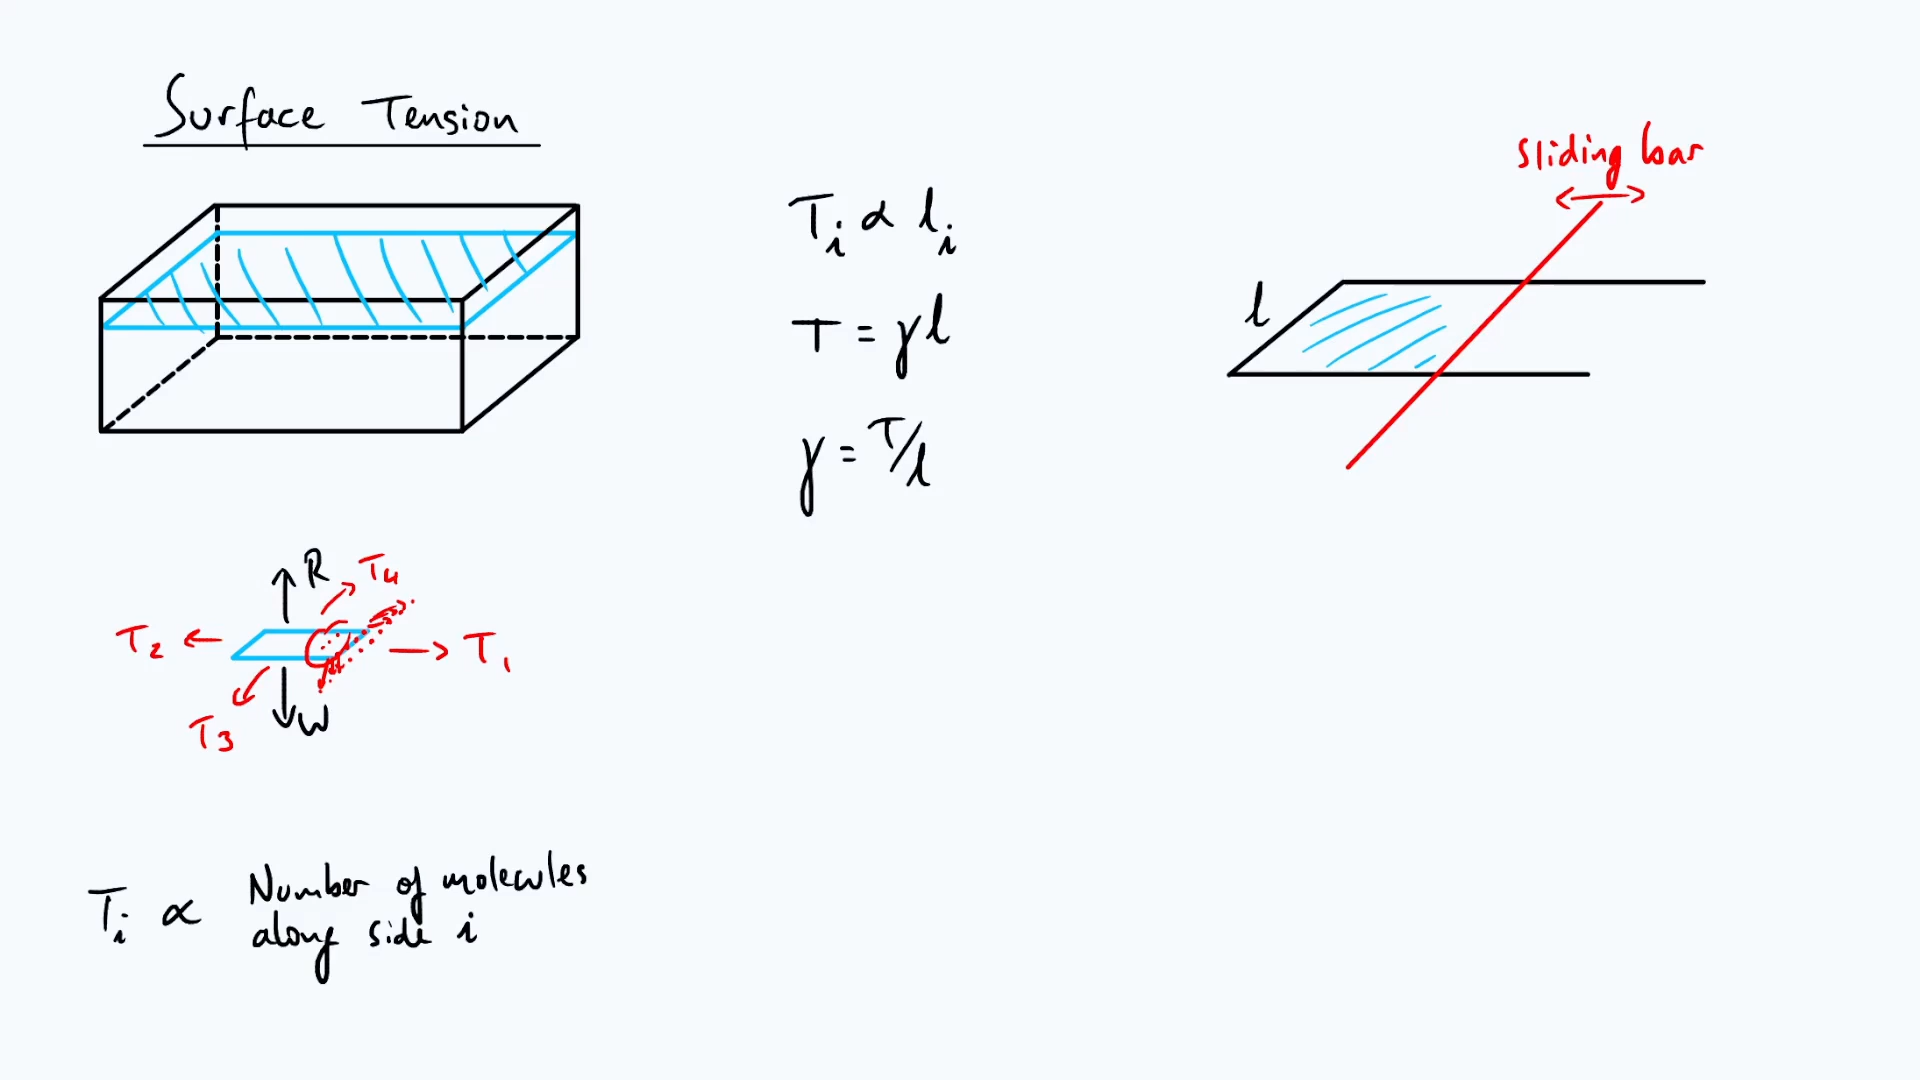 Surface Tension
Tᵢ ∝ lᵢ
T = γl
γ = T/l
sliding bar
l
R
T₄
T₂
T₁
T₃
W
Tᵢ ∝ Number of molecules
along side i